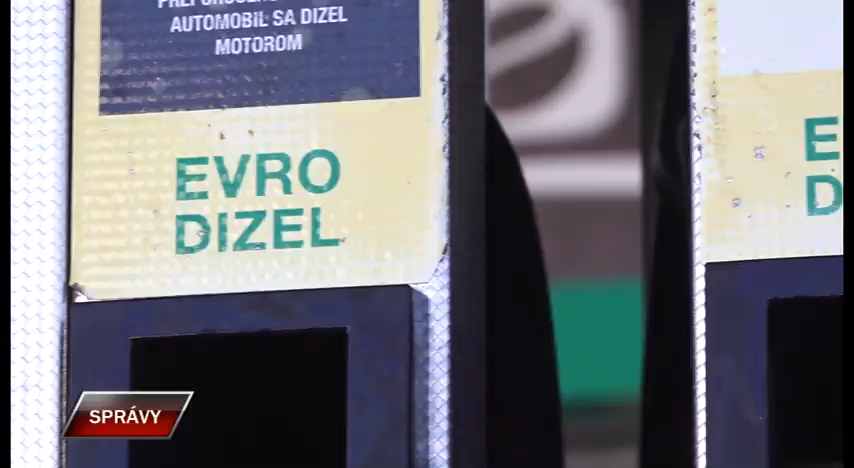 AUTOMOBIL SA DIZEL
MOTOROM
EVRO
DIZEL
E
D
SPRÁVY